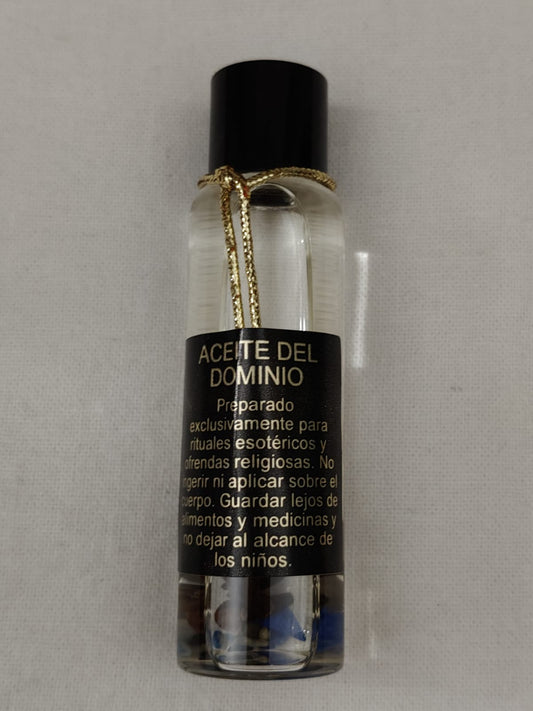 ACEITE DEL
DOMINIO
Preparado
exclusivamente para
rituales esotéricos y
ofrendas religiosas. No
ingerir ni aplicar sobre el
cuerpo. Guardar lejos de
alimentos y medicinas y
no dejar al alcance de
los niños.